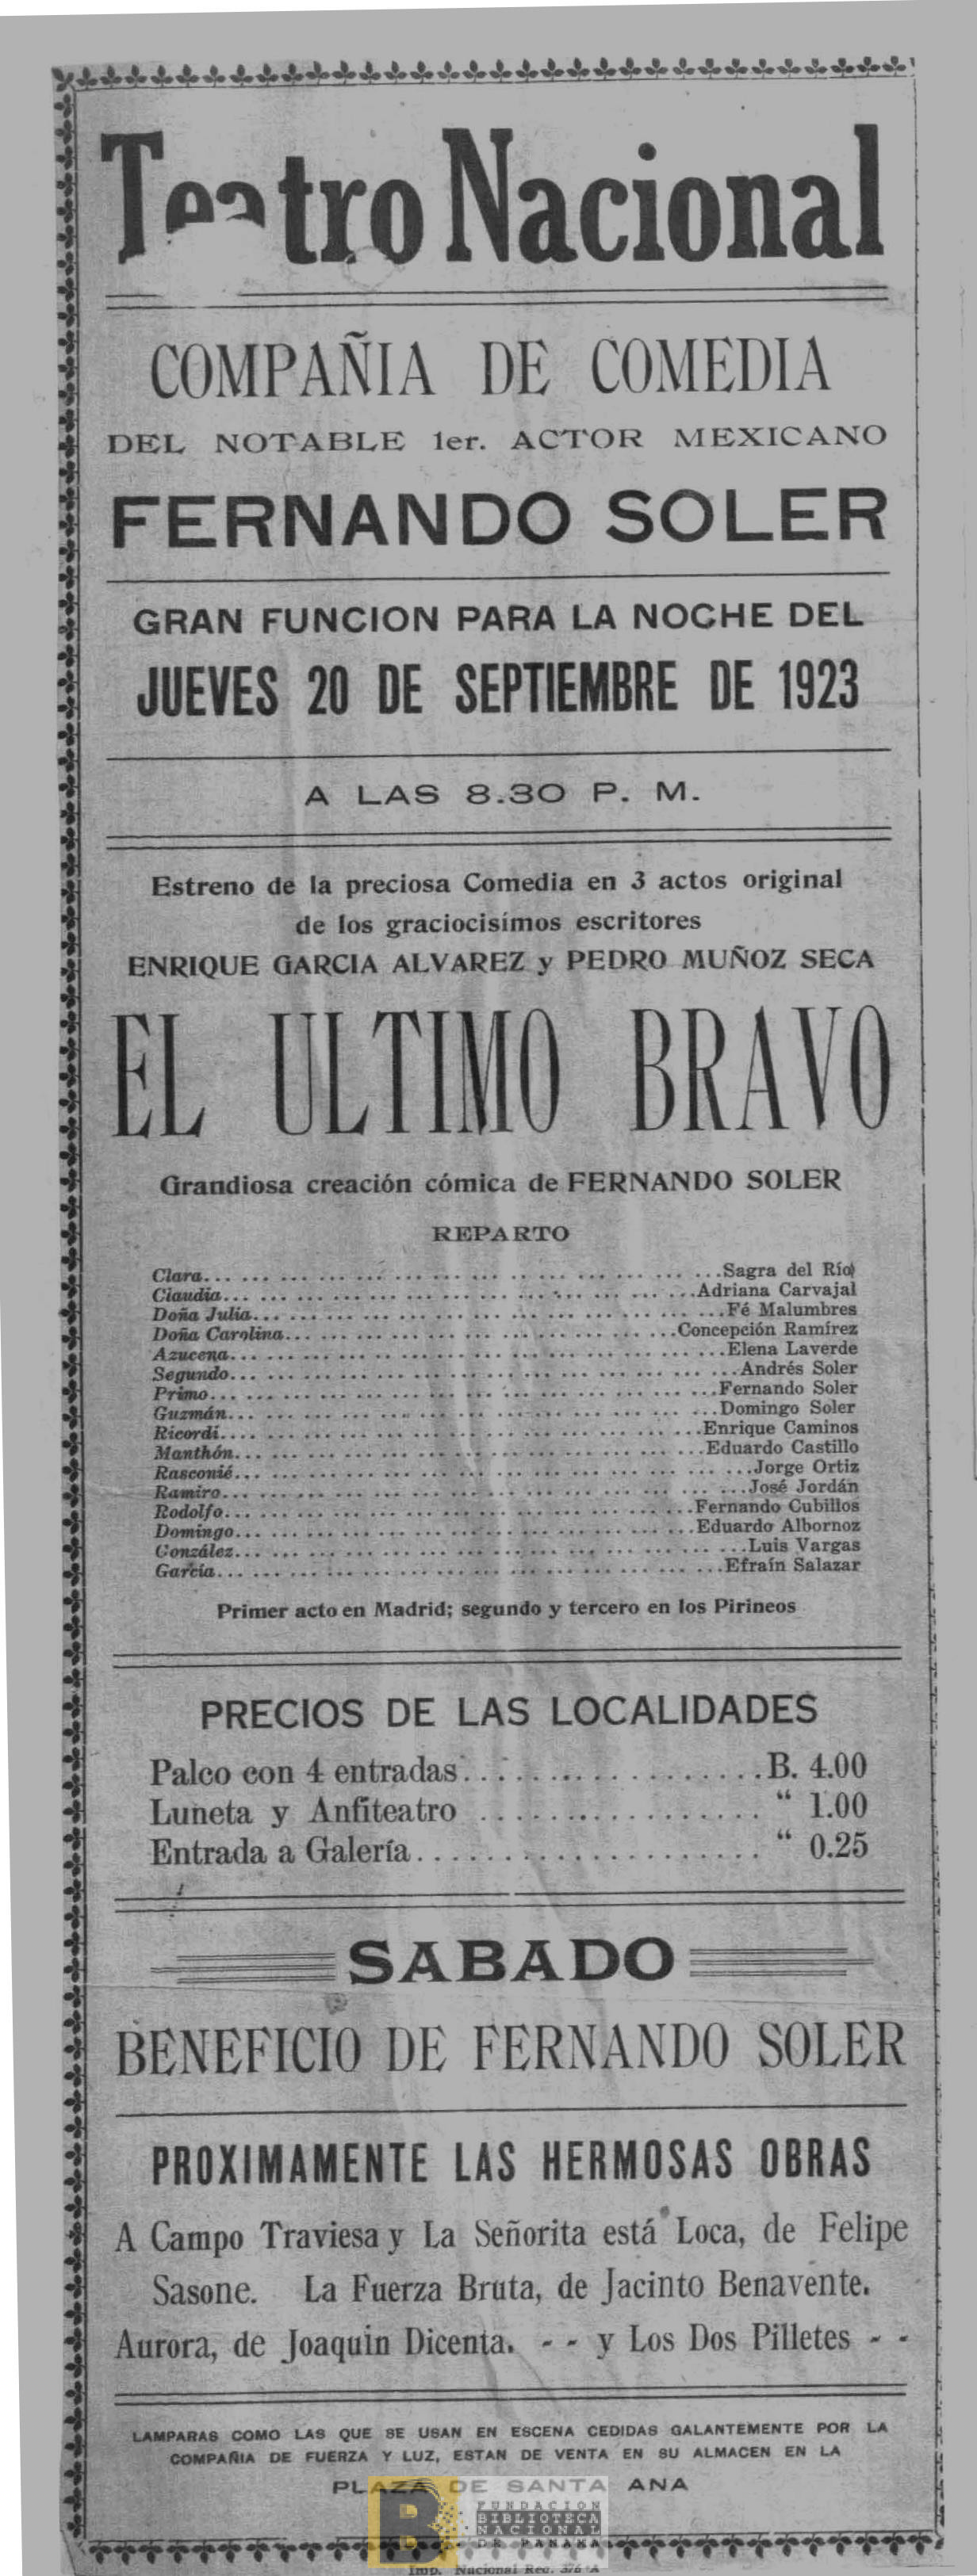 Teatro Nacional
COMPAÑIA DE COMEDIA
DEL NOTABLE 1er. ACTOR MEXICANO
FERNANDO SOLER
GRAN FUNCION PARA LA NOCHE DEL
JUEVES 20 DE SEPTIEMBRE DE 1923
A LAS 8.30 P. M.
Estreno de la preciosa Comedia en 3 actos original
de los graciocisímos escritores
ENRIQUE GARCIA ALVAREZ y PEDRO MUÑOZ SECA
EL ULTIMO BRAVO
Grandiosa creación cómica de FERNANDO SOLER
REPARTO
Clara... Sagra del Río
Claudia... Adriana Carvajal
Doña Julia... Fé Malumbres
Doña Carolina... Concepción Ramírez
Azucena... Elena Laverde
Segundo... Andrés Soler
Primo... Fernando Soler
Guzmán... Domingo Soler
Ricordi... Enrique Caminos
Manthón... Eduardo Castillo
Rasconié... Jorge Ortiz
Ramiro... José Jordán
Rodolfo... Fernando Cubillos
Domingo... Eduardo Albornoz
González... Luis Vargas
García... Efraín Salazar
Primer acto en Madrid; segundo y tercero en los Pirineos
PRECIOS DE LAS LOCALIDADES
Palco con 4 entradas... B. 4.00
Luneta y Anfiteatro ... “ 1.00
Entrada a Galería... “ 0.25
SABADO
BENEFICIO DE FERNANDO SOLER
PROXIMAMENTE LAS HERMOSAS OBRAS
A Campo Traviesa y La Señorita está Loca, de Felipe
Sasone. La Fuerza Bruta, de Jacinto Benavente.
Aurora, de Joaquin Dicenta. - - y Los Dos Pilletes - -
LAMPARAS COMO LAS QUE SE USAN EN ESCENA CEDIDAS GALANTEMENTE POR LA
COMPAÑIA DE FUERZA Y LUZ, ESTAN DE VENTA EN SU ALMACEN EN LA
PLAZA DE SANTA ANA
B
FUNDACION
BIBLIOTECA
NACIONAL
DE PANAMA
Imp. Nacional Rec. 376 A